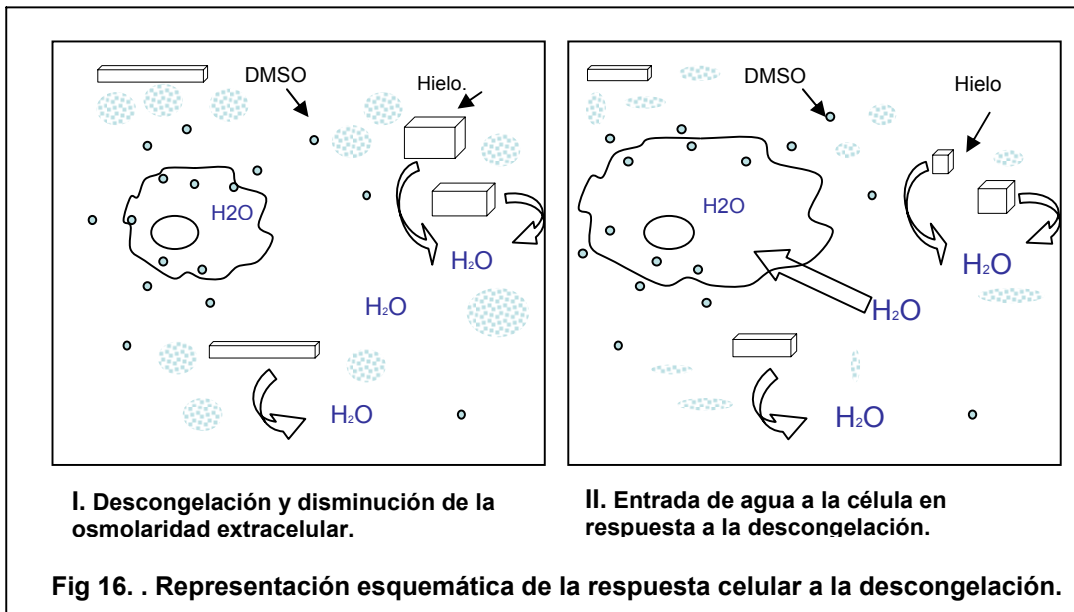 DMSO
Hielo.
H2O
H₂O
H₂O
H₂O
I. Descongelación y disminución de la
osmolaridad extracelular.
DMSO
Hielo
H2O
H₂O
H₂O
H₂O
II. Entrada de agua a la célula en
respuesta a la descongelación.
Fig 16. . Representación esquemática de la respuesta celular a la descongelación.